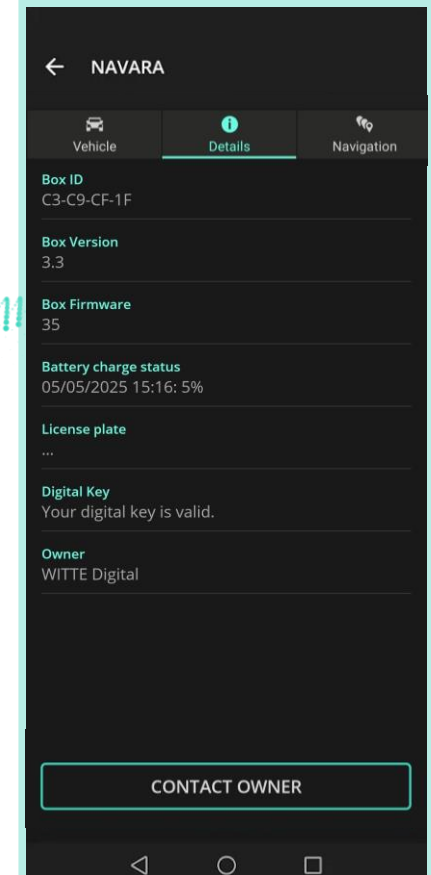 NAVARA
Vehicle
Details
Navigation
Box ID
C3-C9-CF-1F
Box Version
3.3
Box Firmware
35
Battery charge status
05/05/2025 15:16: 5%
License plate
...
Digital Key
Your digital key is valid.
Owner
WITTE Digital
CONTACT OWNER